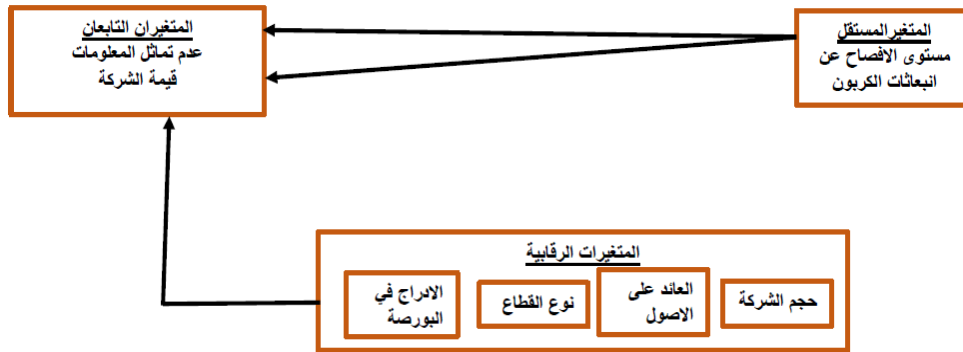 المتغيرالمستقل
مستوى الافصاح عن
انبعاثات الكربون
المتغيران التابعان
عدم تماثل المعلومات
قيمة الشركة
المتغيرات الرقابية
حجم الشركة
العائد على
الاصول
نوع القطاع
الادراج في
البورصة